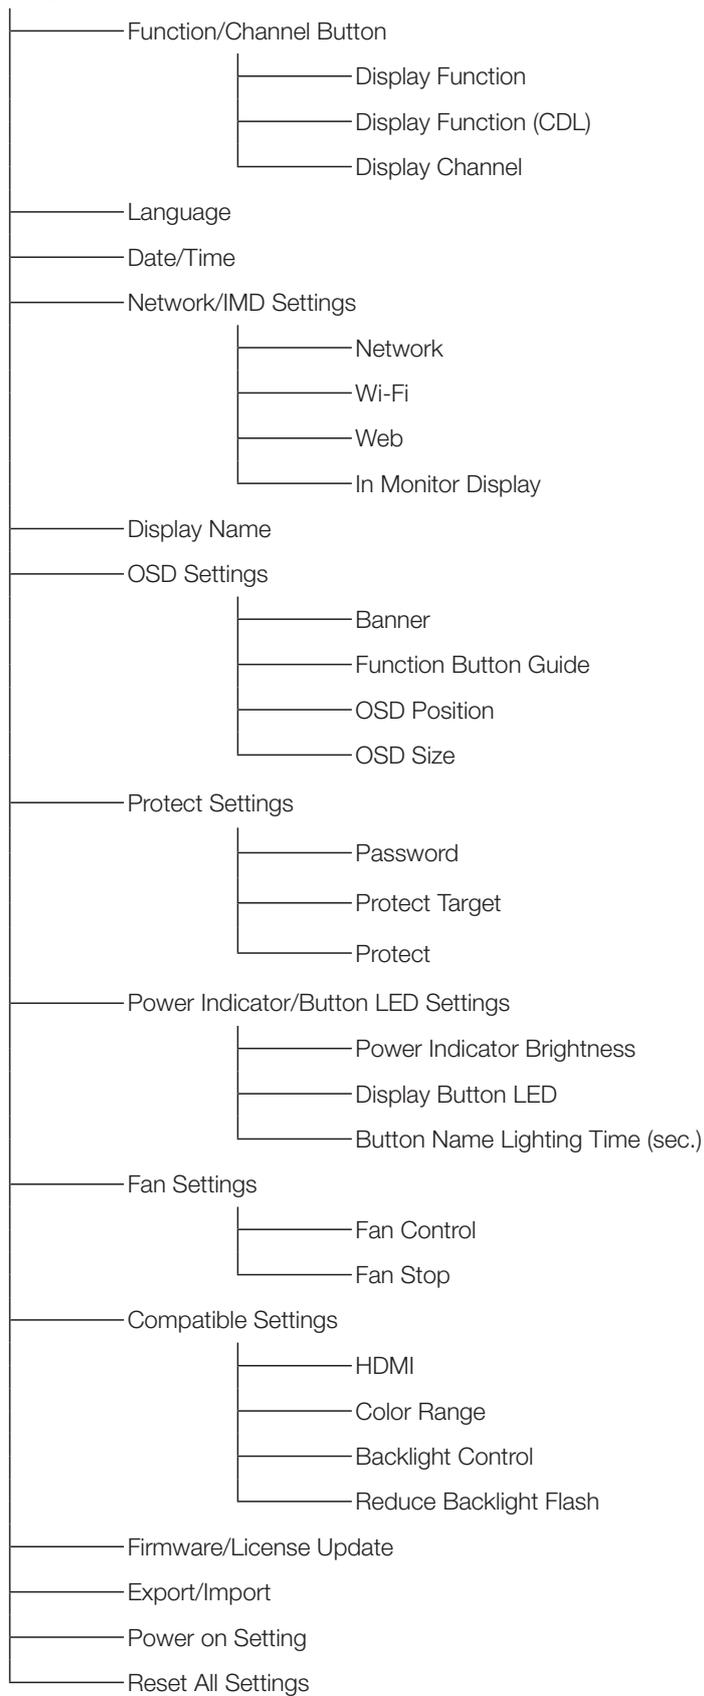 Function/Channel Button
Display Function
Display Function (CDL)
Display Channel
Language
Date/Time
Network/IMD Settings
Network
Wi-Fi
Web
In Monitor Display
Display Name
OSD Settings
Banner
Function Button Guide
OSD Position
OSD Size
Protect Settings
Password
Protect Target
Protect
Power Indicator/Button LED Settings
Power Indicator Brightness
Display Button LED
Button Name Lighting Time (sec.)
Fan Settings
Fan Control
Fan Stop
Compatible Settings
HDMI
Color Range
Backlight Control
Reduce Backlight Flash
Firmware/License Update
Export/Import
Power on Setting
Reset All Settings